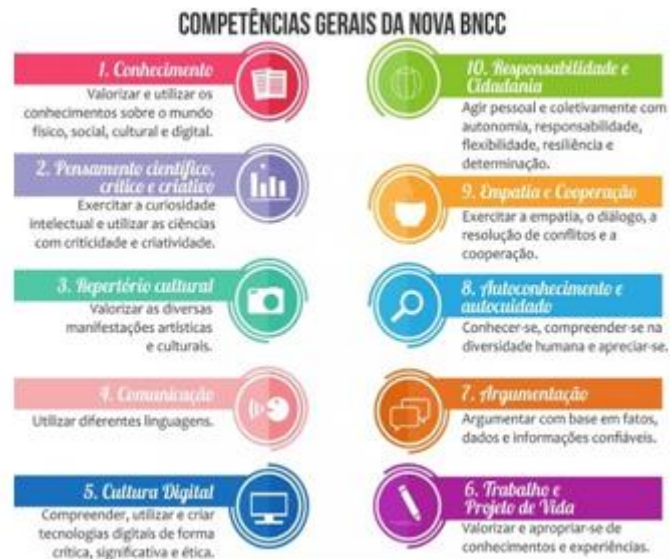 COMPETÊNCIAS GERAIS DA NOVA BNCC
1. Conhecimento
Valorizar e utilizar os
conhecimentos sobre o mundo
físico, social, cultural e digital.
2. Pensamento científico,
crítico e criativo
Exercitar a curiosidade
intelectual e utilizar as ciências
com criticidade e criatividade.
3. Repertório cultural
Valorizar as diversas
manifestações artísticas
e culturais.
4. Comunicação
Utilizar diferentes linguagens.
5. Cultura Digital
Compreender, utilizar e criar
tecnologias digitais de forma
crítica, significativa e ética.
10. Responsabilidade e
Cidadania
Agir pessoal e coletivamente com
autonomia, responsabilidade,
flexibilidade, resiliência e
determinação.
9. Empatia e Cooperação
Exercitar a empatia, o diálogo, a
resolução de conflitos e a
cooperação.
8. Autoconhecimento e
autocuidado
Conhecer-se, compreender-se na
diversidade humana e apreciar-se.
7. Argumentação
Argumentar com base em fatos,
dados e informações confiáveis.
6. Trabalho e
Projeto de Vida
Valorizar e apropriar-se de
conhecimentos e experiências.